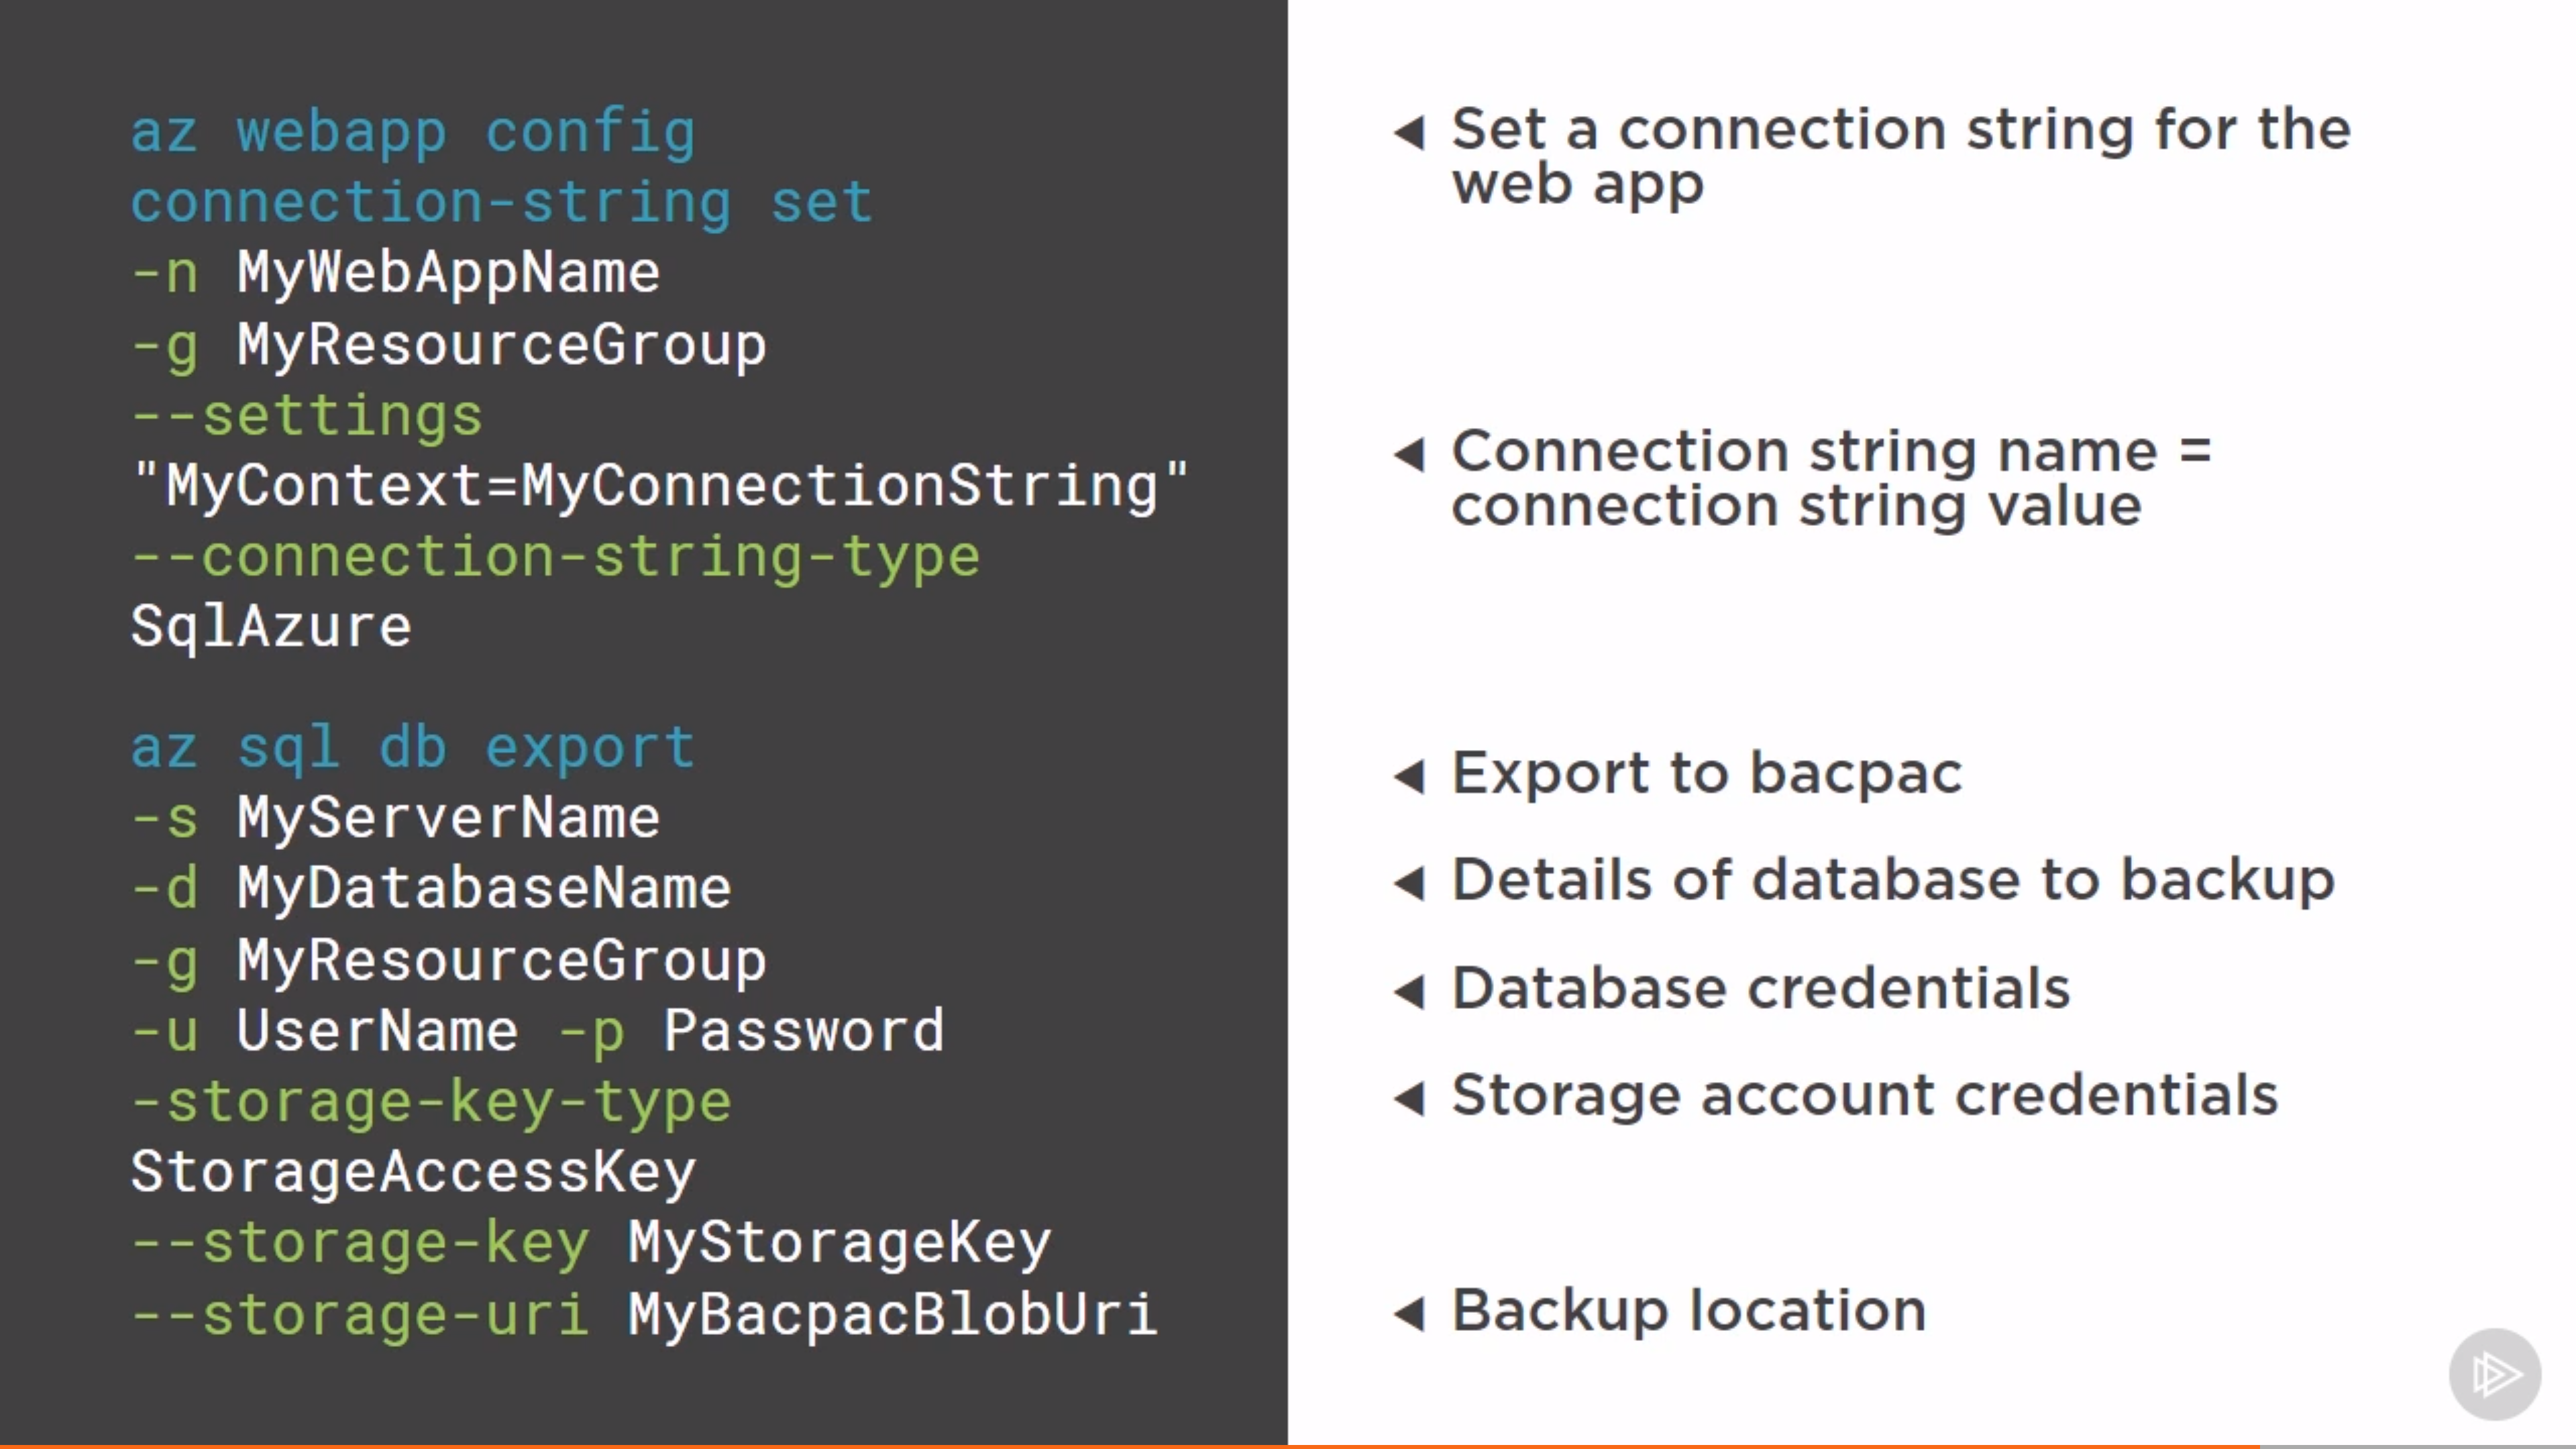 az webapp config
connection-string set
-n MyWebAppName
-g MyResourceGroup
--settings
"MyContext=MyConnectionString"
--connection-string-type
SqlAzure
az sql db export
-s MyServerName
-d MyDatabaseName
-g MyResourceGroup
-u UserName -p Password
-storage-key-type
StorageAccessKey
--storage-key MyStorageKey
--storage-uri MyBacpacBlobUri
◀ Set a connection string for the
web app
◀ Connection string name =
connection string value
◀ Export to bacpac
◀ Details of database to backup
◀ Database credentials
◀ Storage account credentials
◀ Backup location